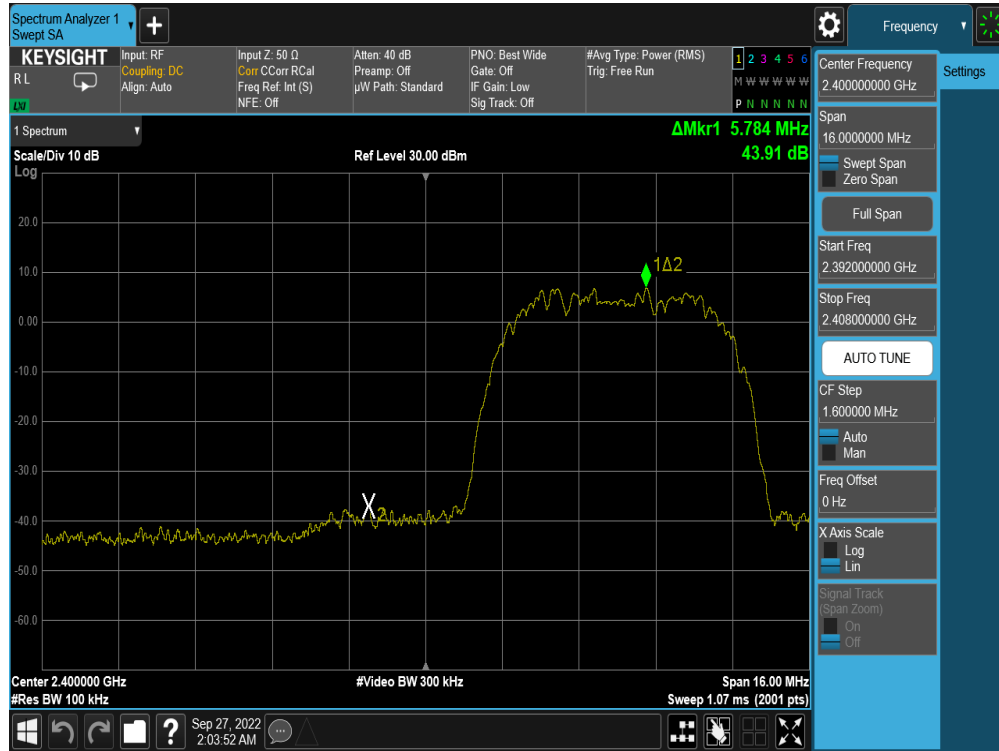 Spectrum Analyzer 1
Swept SA
+
Frequency
KEYSIGHT
RL
LXI
Input: RF
Coupling: DC
Align: Auto
Input Z: 50 Ω
Corr CCorr RCal
Freq Ref: Int (S)
NFE: Off
Atten: 40 dB
Preamp: Off
µW Path: Standard
PNO: Best Wide
Gate: Off
IF Gain: Low
Sig Track: Off
#Avg Type: Power (RMS)
Trig: Free Run
1 2 3 4 5 6
M W W W W W
P N N N N N
1 Spectrum
ΔMkr1 5.784 MHz
43.91 dB
Scale/Div 10 dB
Ref Level 30.00 dBm
Log
20.0
10.0
0.00
-10.0
-20.0
-30.0
-40.0
-50.0
-60.0
1Δ2
X2
Center 2.400000 GHz
#Video BW 300 kHz
Span 16.00 MHz
#Res BW 100 kHz
Sweep 1.07 ms (2001 pts)
Center Frequency
2.400000000 GHz
Settings
Span
16.0000000 MHz
Swept Span
Zero Span
Full Span
Start Freq
2.392000000 GHz
Stop Freq
2.408000000 GHz
AUTO TUNE
CF Step
1.600000 MHz
Auto
Man
Freq Offset
0 Hz
X Axis Scale
Log
Lin
Signal Track
(Span Zoom)
On
Off
?
Sep 27, 2022
2:03:52 AM